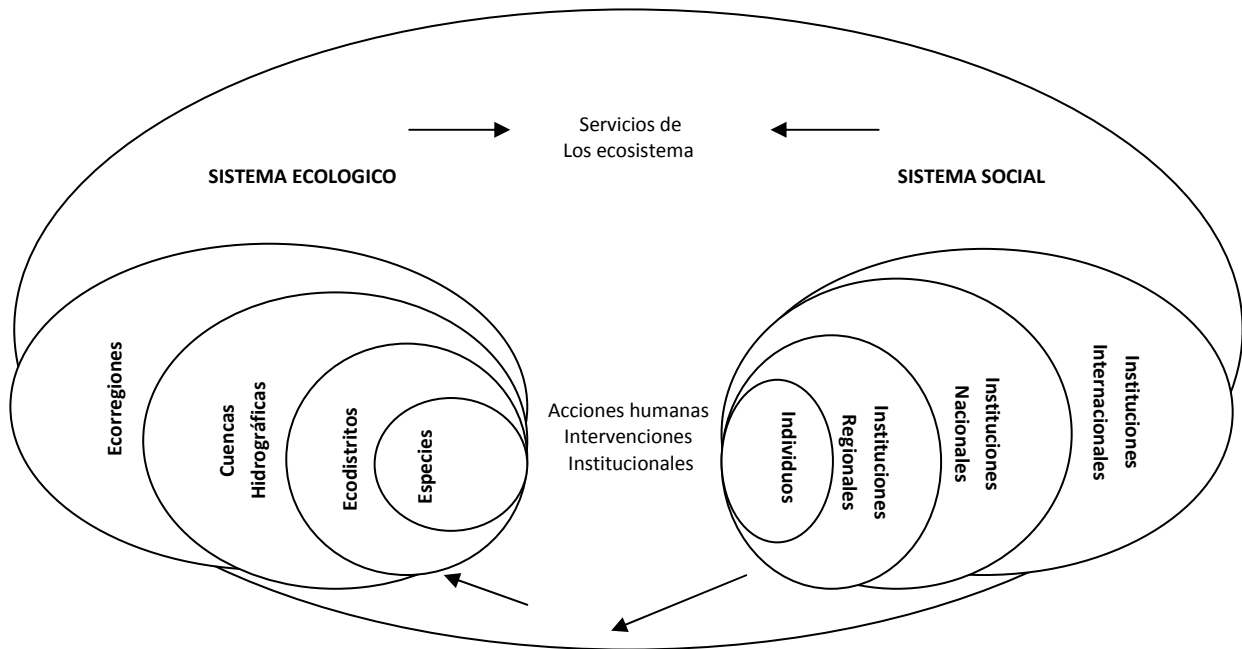 Servicios de
Los ecosistema
SISTEMA ECOLOGICO
SISTEMA SOCIAL
Ecorregiones
Cuencas
Hidrográficas
Ecodistritos
Especies
Acciones humanas
Intervenciones
Institucionales
Individuos
Instituciones
Regionales
Instituciones
Nacionales
Instituciones
Internacionales